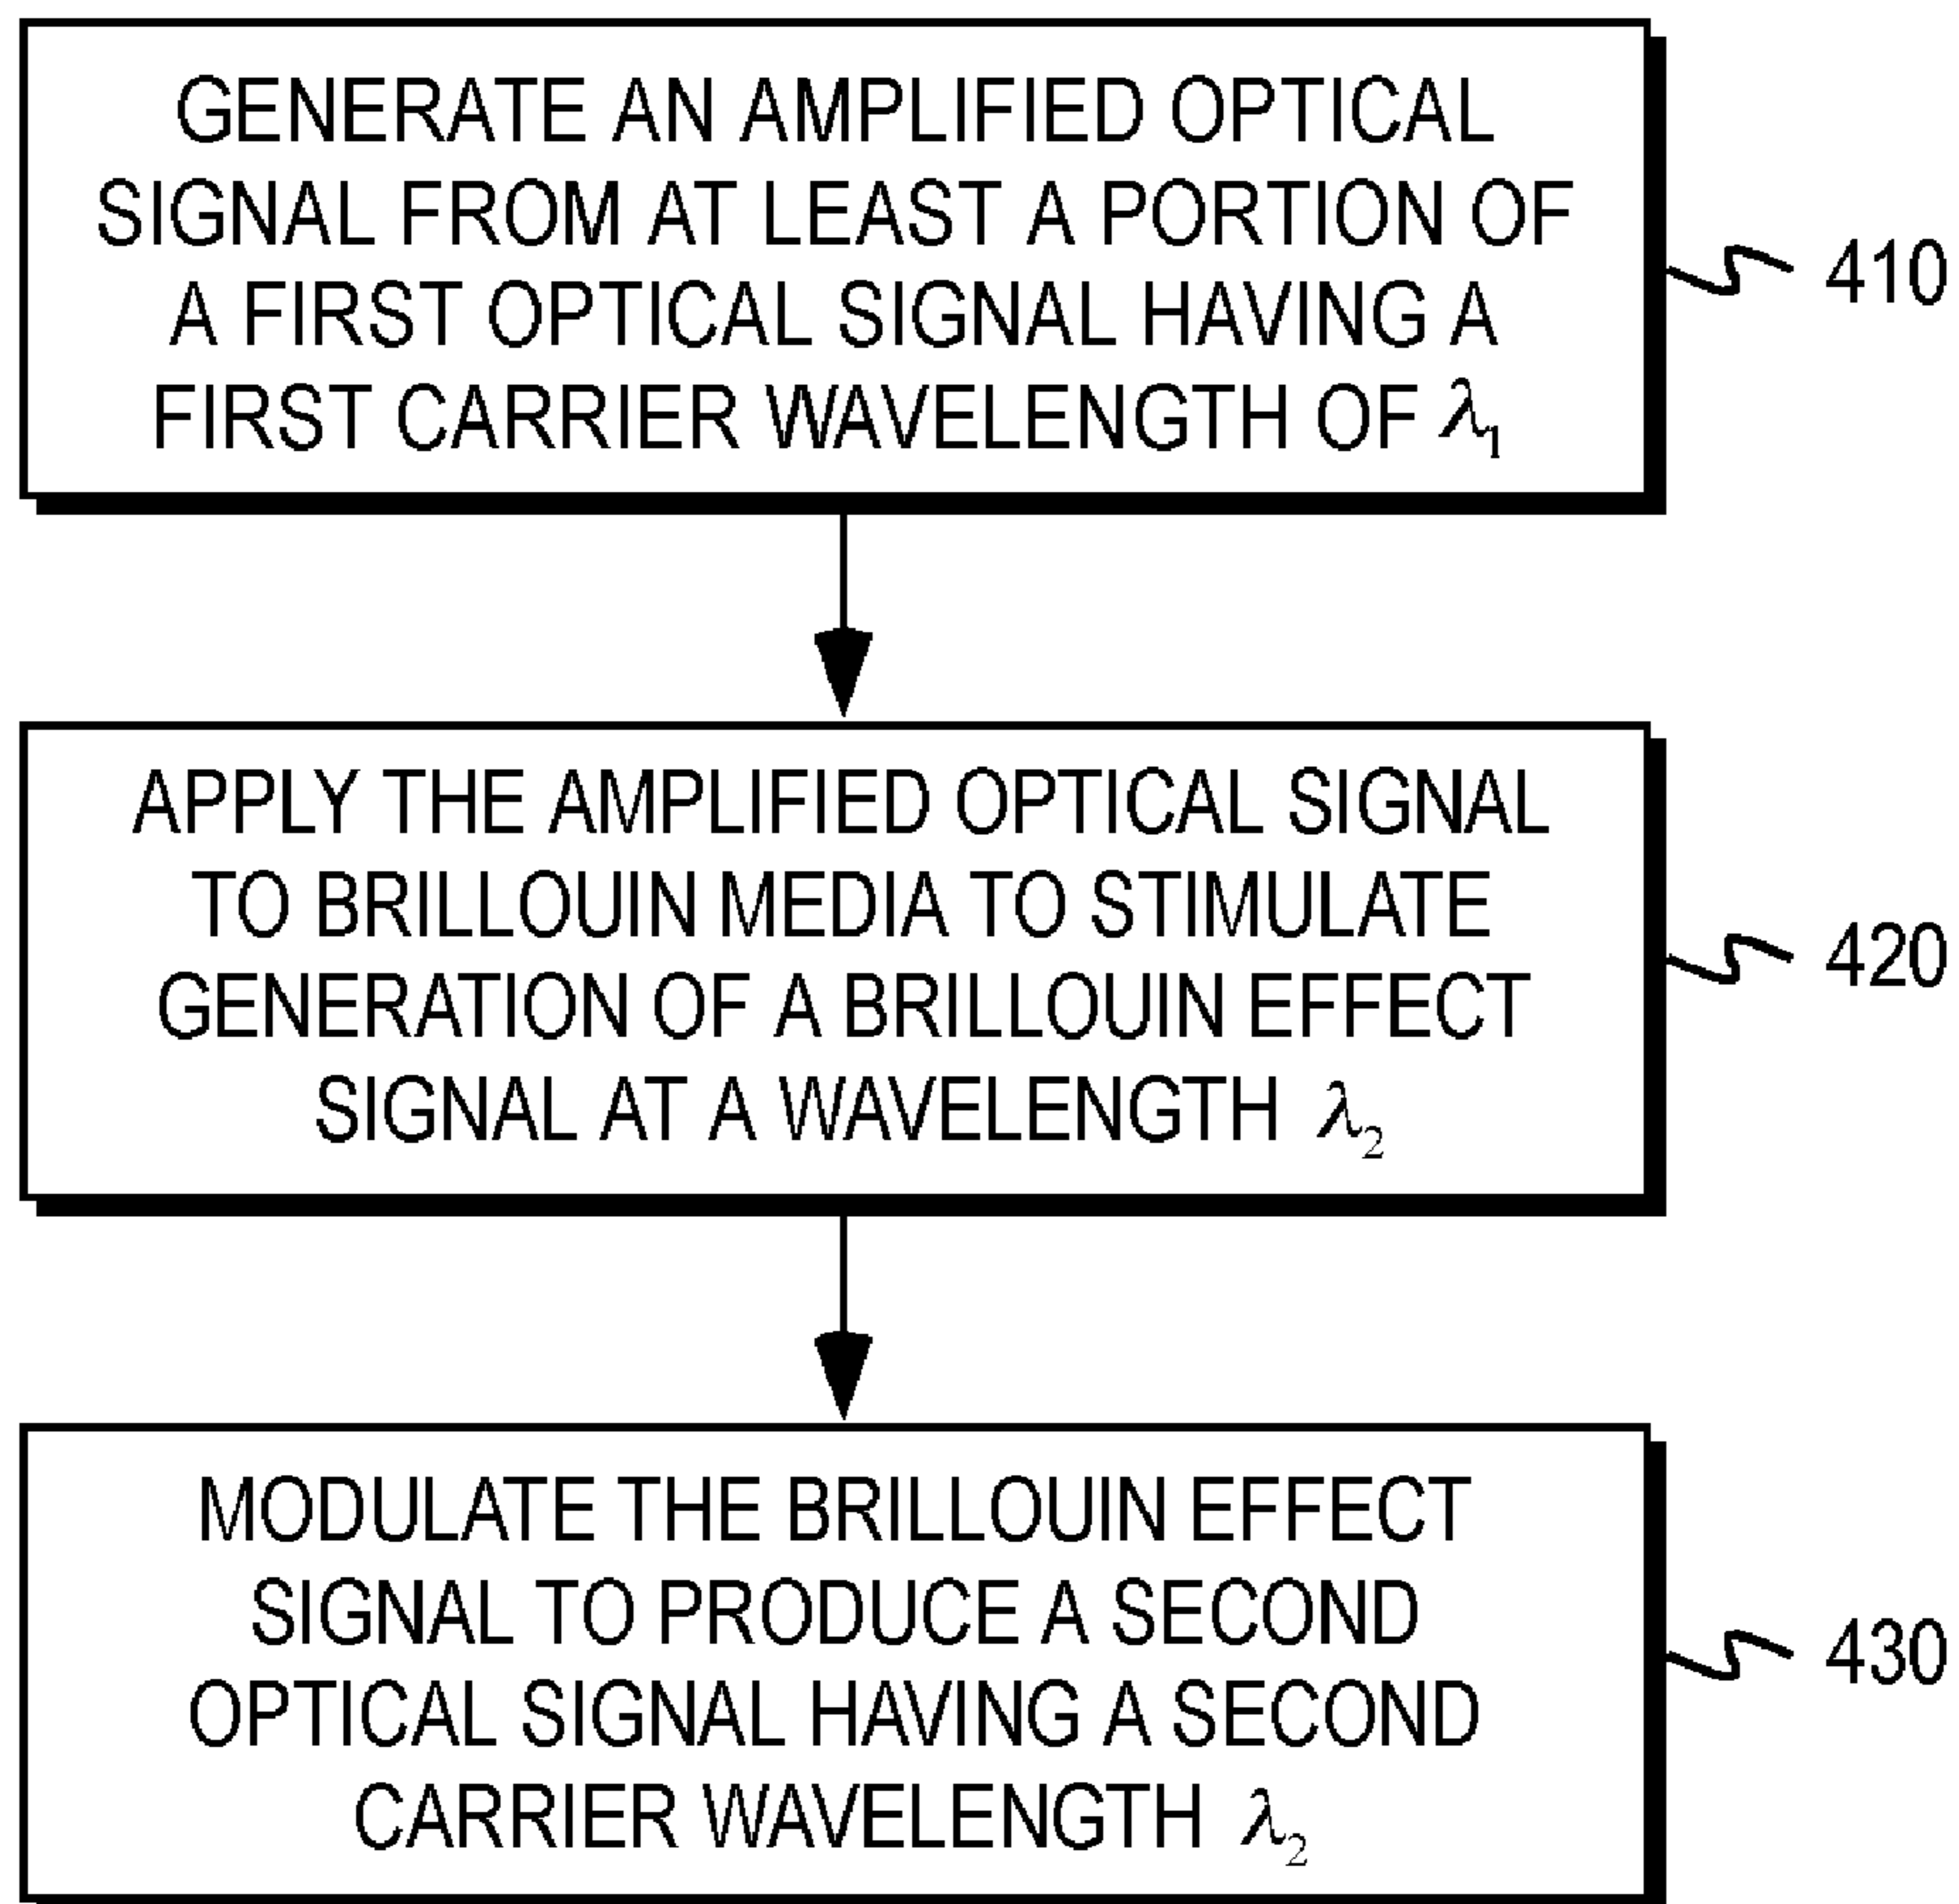 GENERATE AN AMPLIFIED OPTICAL
SIGNAL FROM AT LEAST A PORTION OF
A FIRST OPTICAL SIGNAL HAVING A
FIRST CARRIER WAVELENGTH OF λ₁
410
APPLY THE AMPLIFIED OPTICAL SIGNAL
TO BRILLOUIN MEDIA TO STIMULATE
GENERATION OF A BRILLOUIN EFFECT
SIGNAL AT A WAVELENGTH λ₂
420
MODULATE THE BRILLOUIN EFFECT
SIGNAL TO PRODUCE A SECOND
OPTICAL SIGNAL HAVING A SECOND
CARRIER WAVELENGTH λ₂
430